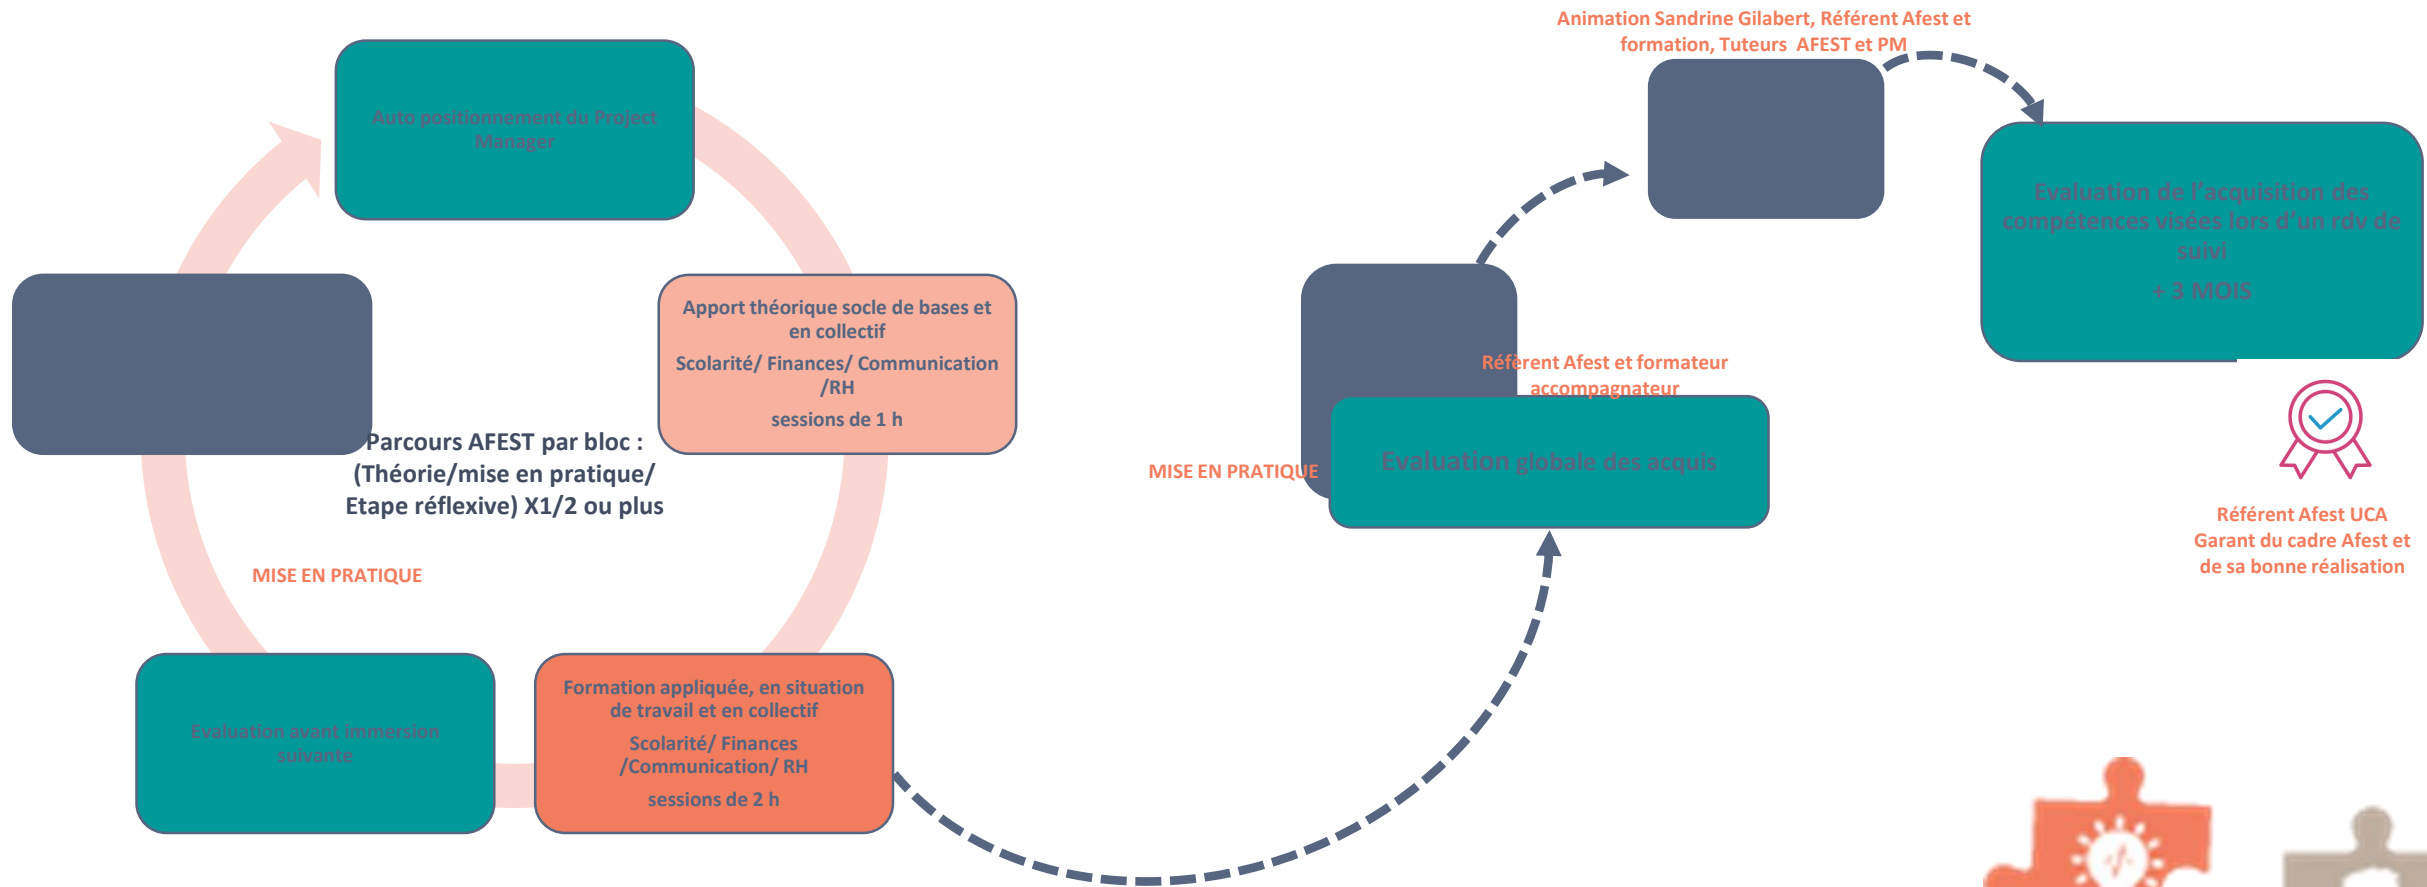 Animation Sandrine Gilabert, Référent Afest et
formation, Tuteurs AFEST et PM
Auto positionnement du Project
Manager
Evaluation de l'acquisition des
compétences visées lors d'un rdv de
suivi
+ 3 MOIS
Apport théorique socle de bases et
en collectif
Scolarité/ Finances/ Communication
/RH
sessions de 1 h
Réfèrent Afest et formateur
accompagnateur
Parcours AFEST par bloc :
(Théorie/mise en pratique/
Etape réflexive) X1/2 ou plus
MISE EN PRATIQUE
Evaluation globale des acquis
Référent Afest UCA
Garant du cadre Afest et
de sa bonne réalisation
MISE EN PRATIQUE
Evaluation avant immersion
suivante
Formation appliquée, en situation
de travail et en collectif
Scolarité/ Finances
/Communication/ RH
sessions de 2 h